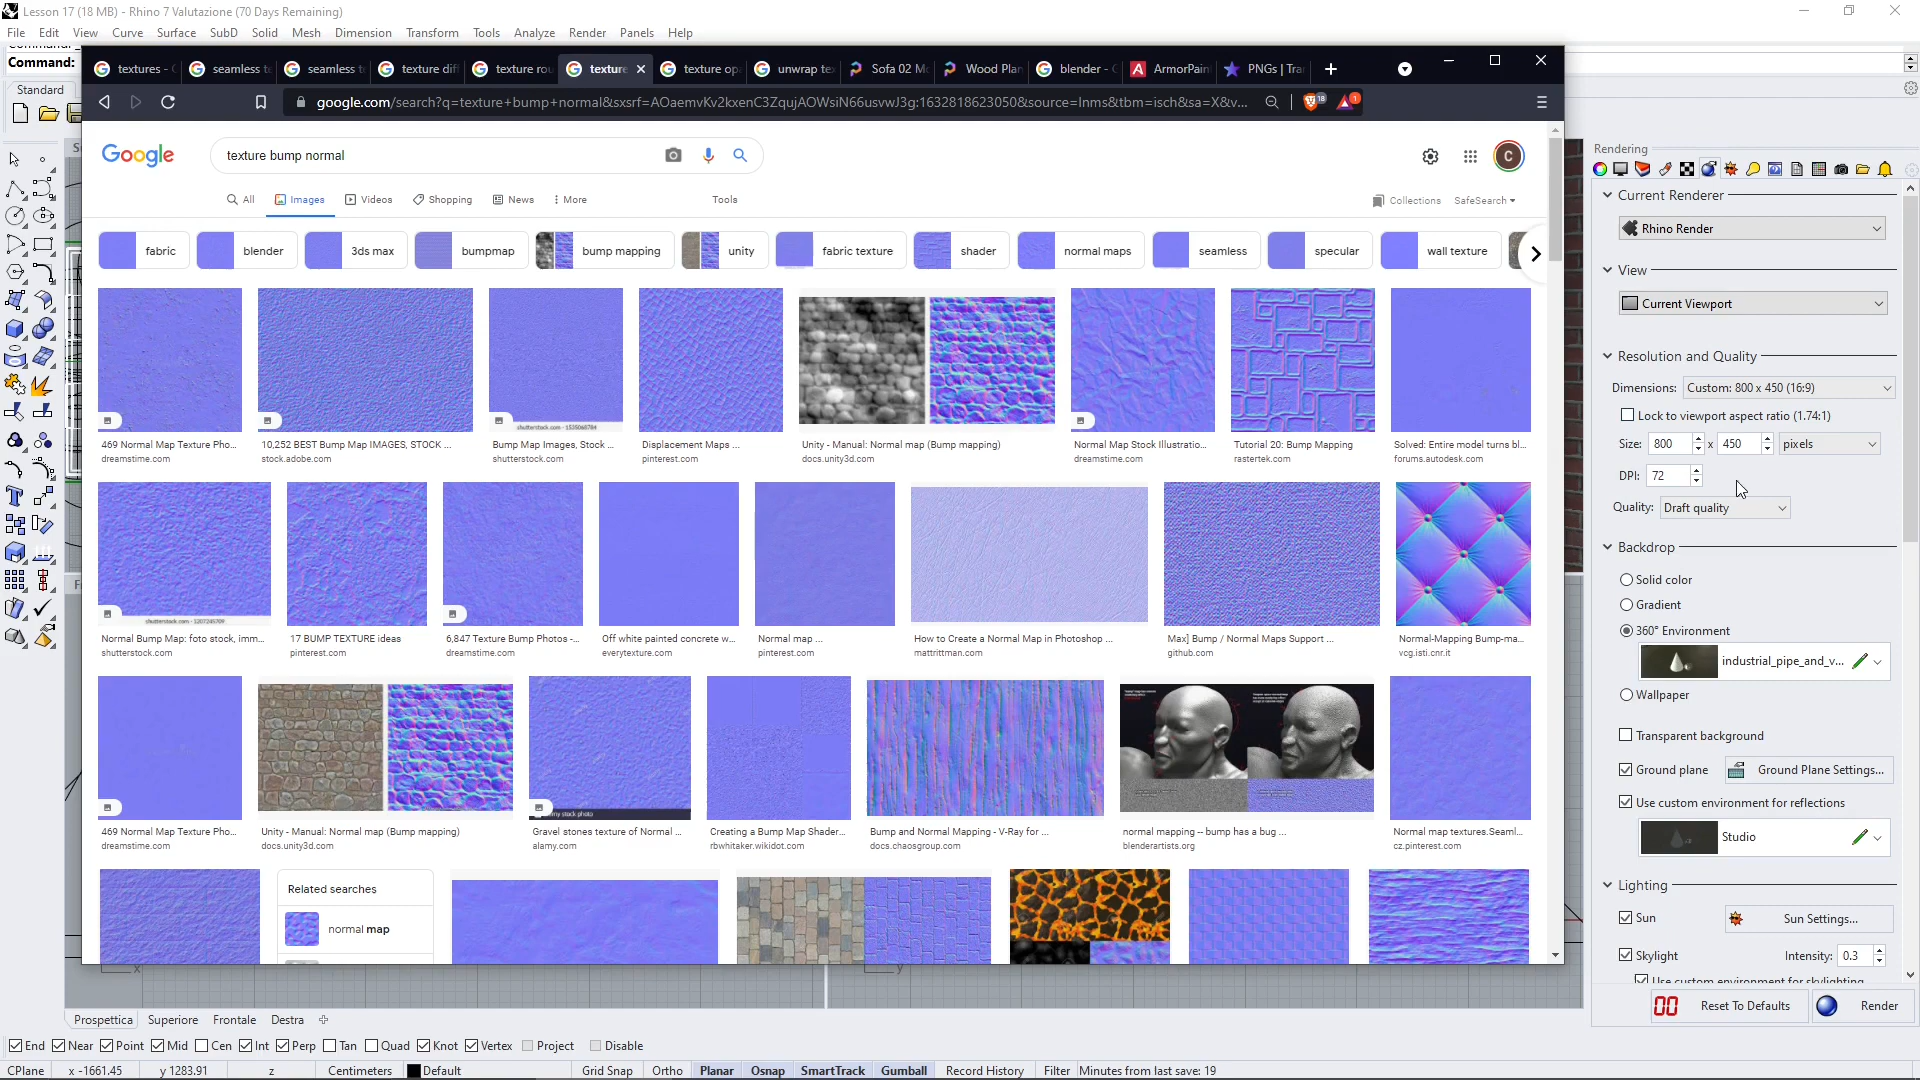 Lesson 17 (18 MB) - Rhino 7 Valutazione (70 Days Remaining)
File Edit View Curve Surface SubD Solid Mesh Dimension Transform Tools Analyze Render Panels Help
Command:
Standard
textures - seamless seamless texture rou texture unwrap Sofa 02 M Wood Plan blender - ArmorPain PNGs | Tra
google.com/search?q=texture+bump+normal&sxsrf=AOaemvKv2kxenC3ZqujAOWsiN66usvwJ3g:1632818623050&source=lnms&tbm=isch&sa=X&v...
18
1
Google
texture bump normal
C
All Images Videos Shopping News More Tools
Collections SafeSearch
fabric blender 3ds max bumpmap bump mapping unity fabric texture shader normal maps seamless specular wall texture
469 Normal Map Texture Pho... 10,252 BEST Bump Map IMAGES, STOCK ... Bump Map Images, Stock ... Displacement Maps ... Unity - Manual: Normal map (Bump mapping) Normal Map Stock Illustratio... Tutorial 20: Bump Mapping Solved: Entire model turns bl...
dreamstime.com stock.adobe.com shutterstock.com pinterest.com docs.unity3d.com dreamstime.com rastertek.com forums.autodesk.com
Normal Bump Map: foto stock, imm... 17 BUMP TEXTURE ideas 6,847 Texture Bump Photos -... Off white painted concrete w... Normal map ... How to Create a Normal Map in Photoshop ... Max] Bump / Normal Maps Support ... Normal-Mapping Bump-ma...
shutterstock.com pinterest.com dreamstime.com everytexture.com pinterest.com mattrittman.com github.com vcg.isti.cnr.it
469 Normal Map Texture Pho... Unity - Manual: Normal map (Bump mapping) Gravel stones texture of Normal ... Creating a Bump Map Shader... Bump and Normal Mapping - V-Ray for ... normal mapping -- bump has a bug ... Normal map textures.Seaml...
dreamstime.com docs.unity3d.com alamy.com rbwhitaker.wikidot.com docs.chaosgroup.com blenderartists.org cz.pinterest.com
Related searches
normal map
Rendering
Current Renderer
Rhino Render
View
Current Viewport
Resolution and Quality
Dimensions: Custom: 800 x 450 (16:9)
Lock to viewport aspect ratio (1.74:1)
Size: 800 x 450 pixels
DPI: 72
Quality: Draft quality
Backdrop
Solid color
Gradient
360° Environment
industrial_pipe_and_v...
Wallpaper
Transparent background
Ground plane Ground Plane Settings...
Use custom environment for reflections
Studio
Lighting
Sun Sun Settings...
Skylight Intensity: 0.3
Use custom environment for skylighting
Reset To Defaults Render
Prospettica Superiore Frontale Destra
End Near Point Mid Cen Int Perp Tan Quad Knot Vertex Project Disable
CPlane x -1661.45 y 1283.91 z Centimeters Default Grid Snap Ortho Planar Osnap SmartTrack Gumball Record History Filter Minutes from last save: 19